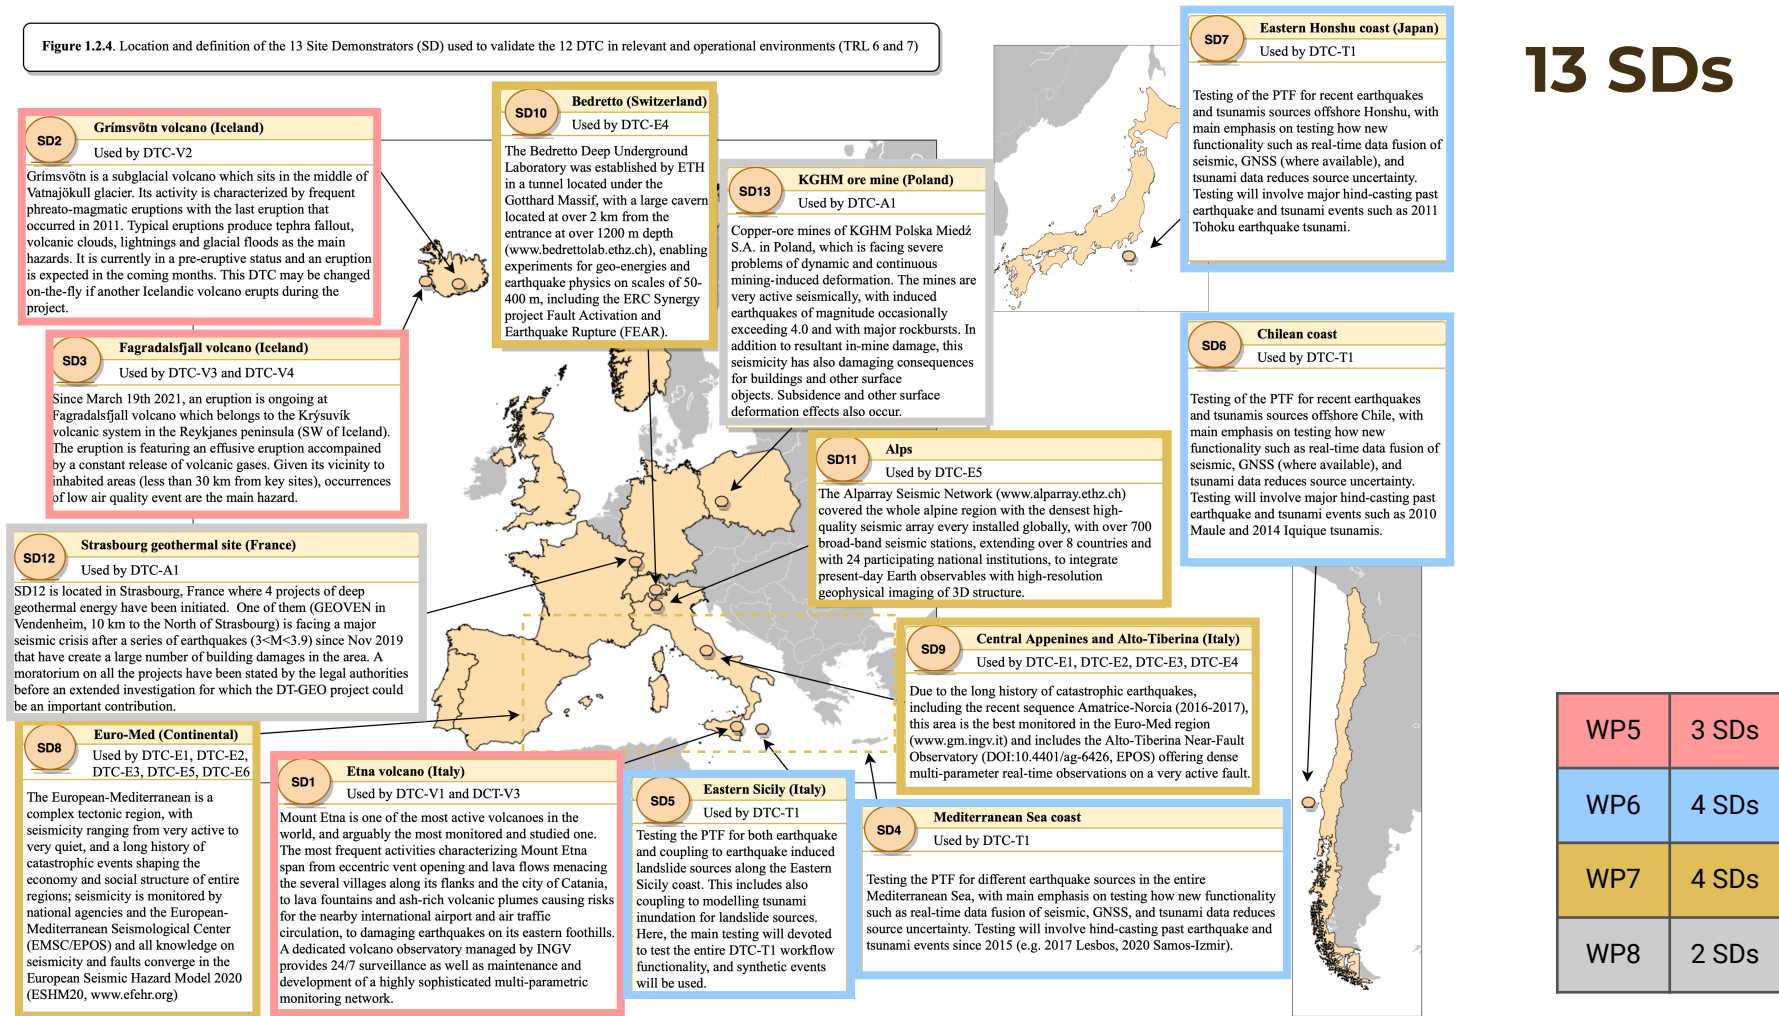 Figure 1.2.4. Location and definition of the 13 Site Demonstrators (SD) used to validate the 12 DTC in relevant and operational environments (TRL 6 and 7)
13 SDs
SD2
Grímsvötn volcano (Iceland)
Used by DTC-V2
Grímsvötn is a subglacial volcano which sits in the middle of
Vatnajökull glacier. Its activity is characterized by frequent
phreato-magmatic eruptions with the last eruption that
occurred in 2011. Typical eruptions produce tephra fallout,
volcanic clouds, lightnings and glacial floods as the main
hazards. It is currently in a pre-eruptive status and an eruption
is expected in the coming months. This DTC may be changed
on-the-fly if another Icelandic volcano erupts during the
project.
SD3
Fagradalsfjall volcano (Iceland)
Used by DTC-V3 and DTC-V4
Since March 19th 2021, an eruption is ongoing at
Fagradalsfjall volcano which belongs to the Krýsuvík
volcanic system in the Reykjanes peninsula (SW of Iceland).
The eruption is featuring an effusive eruption accompained
by a constant release of volcanic gases. Given its vicinity to
inhabited areas (less than 30 km from key sites), occurrences
of low air quality event are the main hazard.
SD12
Strasbourg geothermal site (France)
Used by DTC-A1
SD12 is located in Strasbourg, France where 4 projects of deep
geothermal energy have been initiated. One of them (GEOVEN in
Vendenheim, 10 km to the North of Strasbourg) is facing a major
seismic crisis after a series of earthquakes (3<M<3.9) since Nov 2019
that have create a large number of building damages in the area. A
moratorium on all the projects have been stated by the legal authorities
before an extended investigation for which the DT-GEO project could
be an important contribution.
SD8
Euro-Med (Continental)
Used by DTC-E1, DTC-E2,
DTC-E3, DTC-E5, DTC-E6
The European-Mediterranean is a
complex tectonic region, with
seismicity ranging from very active to
very quiet, and a long history of
catastrophic events shaping the
economy and social structure of entire
regions; seismicity is monitored by
national agencies and the European-
Mediterranean Seismological Center
(EMSC/EPOS) and all knowledge on
seismicity and faults converge in the
European Seismic Hazard Model 2020
(ESHM20, www.efehr.org)
SD1
Etna volcano (Italy)
Used by DTC-V1 and DCT-V3
Mount Etna is one of the most active volcanoes in the
world, and arguably the most monitored and studied one.
The most frequent activities characterizing Mount Etna
span from eccentric vent opening and lava flows menacing
the several villages along its flanks and the city of Catania,
to lava fountains and ash-rich volcanic plumes causing risks
for the nearby international airport and air traffic
circulation, to damaging earthquakes on its eastern foothills.
A dedicated volcano observatory managed by INGV
provides 24/7 surveillance as well as maintenance and
development of a highly sophisticated multi-parametric
monitoring network.
SD10
Bedretto (Switzerland)
Used by DTC-E4
The Bedretto Deep Underground
Laboratory was established by ETH
in a tunnel located under the
Gotthard Massif, with a large cavern
located at over 2 km from the
entrance at over 1200 m depth
(www.bedrettolab.ethz.ch), enabling
experiments for geo-energies and
earthquake physics on scales of 50-
400 m, including the ERC Synergy
project Fault Activation and
Earthquake Rupture (FEAR).
SD13
KGHM ore mine (Poland)
Used by DTC-A1
Copper-ore mines of KGHM Polska Miedź
S.A. in Poland, which is facing severe
problems of dynamic and continuous
mining-induced deformation. The mines are
very active seismically, with induced
earthquakes of magnitude occasionally
exceeding 4.0 and with major rockbursts. In
addition to resultant in-mine damage, this
seismicity has also damaging consequences
for buildings and other surface
objects. Subsidence and other surface
deformation effects also occur.
SD11
Alps
Used by DTC-E5
The Alparray Seismic Network (www.alparray.ethz.ch)
covered the whole alpine region with the densest high-
quality seismic array every installed globally, with over 700
broad-band seismic stations, extending over 8 countries and
with 24 participating national institutions, to integrate
present-day Earth observables with high-resolution
geophysical imaging of 3D structure.
SD9
Central Appenines and Alto-Tiberina (Italy)
Used by DTC-E1, DTC-E2, DTC-E3, DTC-E4
Due to the long history of catastrophic earthquakes,
including the recent sequence Amatrice-Norcia (2016-2017),
this area is the best monitored in the Euro-Med region
(www.gm.ingv.it) and includes the Alto-Tiberina Near-Fault
Observatory (DOI:10.4401/ag-6426, EPOS) offering dense
multi-parameter real-time observations on a very active fault.
SD5
Eastern Sicily (Italy)
Used by DTC-T1
Testing the PTF for both earthquake
and coupling to earthquake induced
landslide sources along the Eastern
Sicily coast. This includes also
coupling to modelling tsunami
inundation for landslide sources.
Here, the main testing will devoted
to test the entire DTC-T1 workflow
functionality, and synthetic events
will be used.
SD4
Mediterranean Sea coast
Used by DTC-T1
Testing the PTF for different earthquake sources in the entire
Mediterranean Sea, with main emphasis on testing how new functionality
such as real-time data fusion of seismic, GNSS, and tsunami data reduces
source uncertainty. Testing will involve hind-casting past earthquake and
tsunami events since 2015 (e.g. 2017 Lesbos, 2020 Samos-Izmir).
SD7
Eastern Honshu coast (Japan)
Used by DTC-T1
Testing of the PTF for recent earthquakes
and tsunamis sources offshore Honshu, with
main emphasis on testing how new
functionality such as real-time data fusion of
seismic, GNSS (where available), and
tsunami data reduces source uncertainty.
Testing will involve major hind-casting past
earthquake and tsunami events such as 2011
Tohoku earthquake tsunami.
SD6
Chilean coast
Used by DTC-T1
Testing of the PTF for recent earthquakes
and tsunamis sources offshore Chile, with
main emphasis on testing how new
functionality such as real-time data fusion of
seismic, GNSS (where available), and
tsunami data reduces source uncertainty.
Testing will involve major hind-casting past
earthquake and tsunami events such as 2010
Maule and 2014 Iquique tsunamis.
WP5 3 SDs
WP6 4 SDs
WP7 4 SDs
WP8 2 SDs